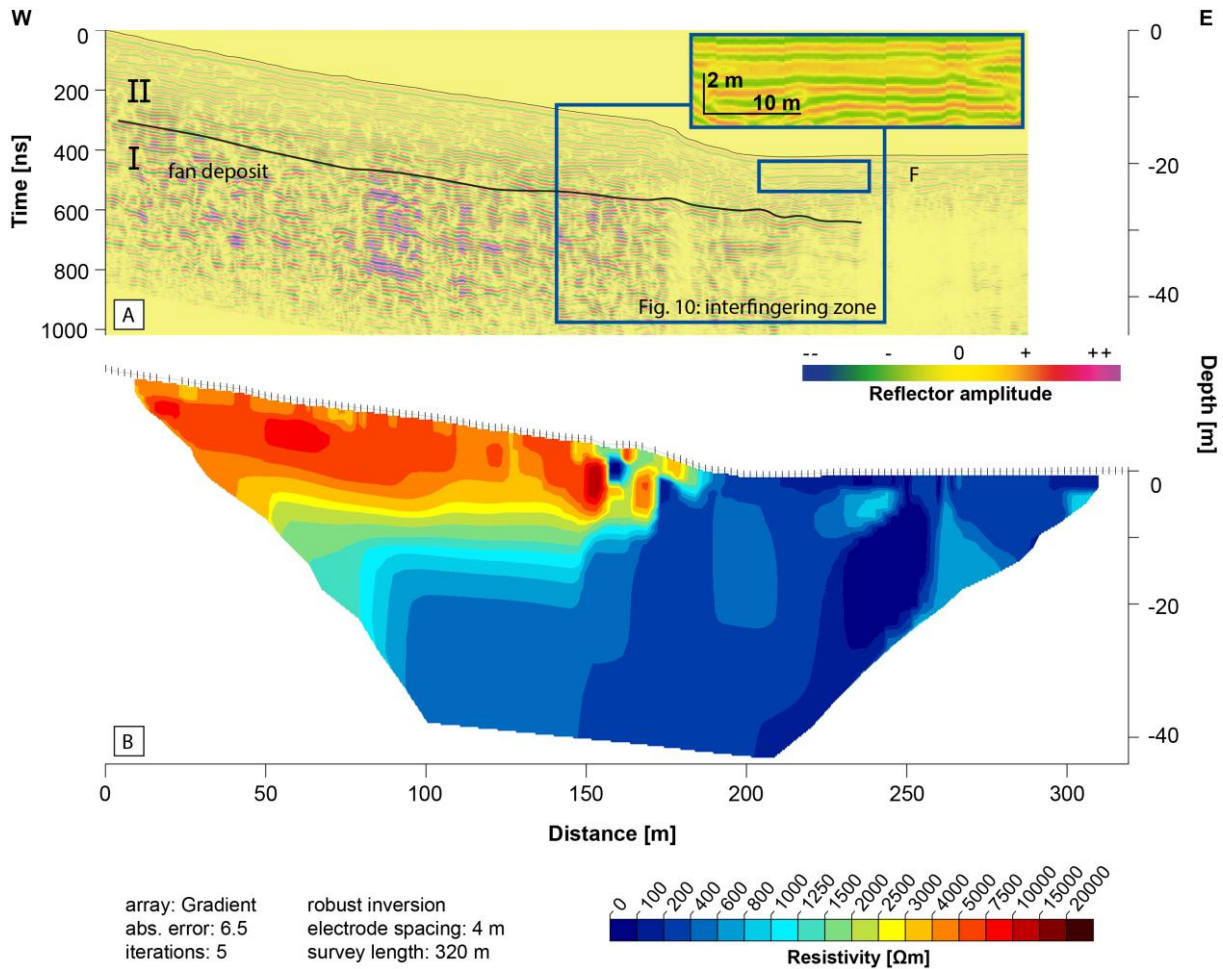 W
E
0
200
400
600
800
1000
Time [ns]
II
I
fan deposit
2 m
10 m
F
Fig. 10: interfingering zone
A
0
-20
-40
-- - 0 + ++
Reflector amplitude
Depth [m]
0
-20
-40
B
0 50 100 150 200 250 300
Distance [m]
array: Gradient
abs. error: 6.5
iterations: 5
robust inversion
electrode spacing: 4 m
survey length: 320 m
0 100 200 400 600 800 1000 1250 1500 2000 2500 3000 4000 5000 7500 10000 15000 20000
Resistivity [Ωm]